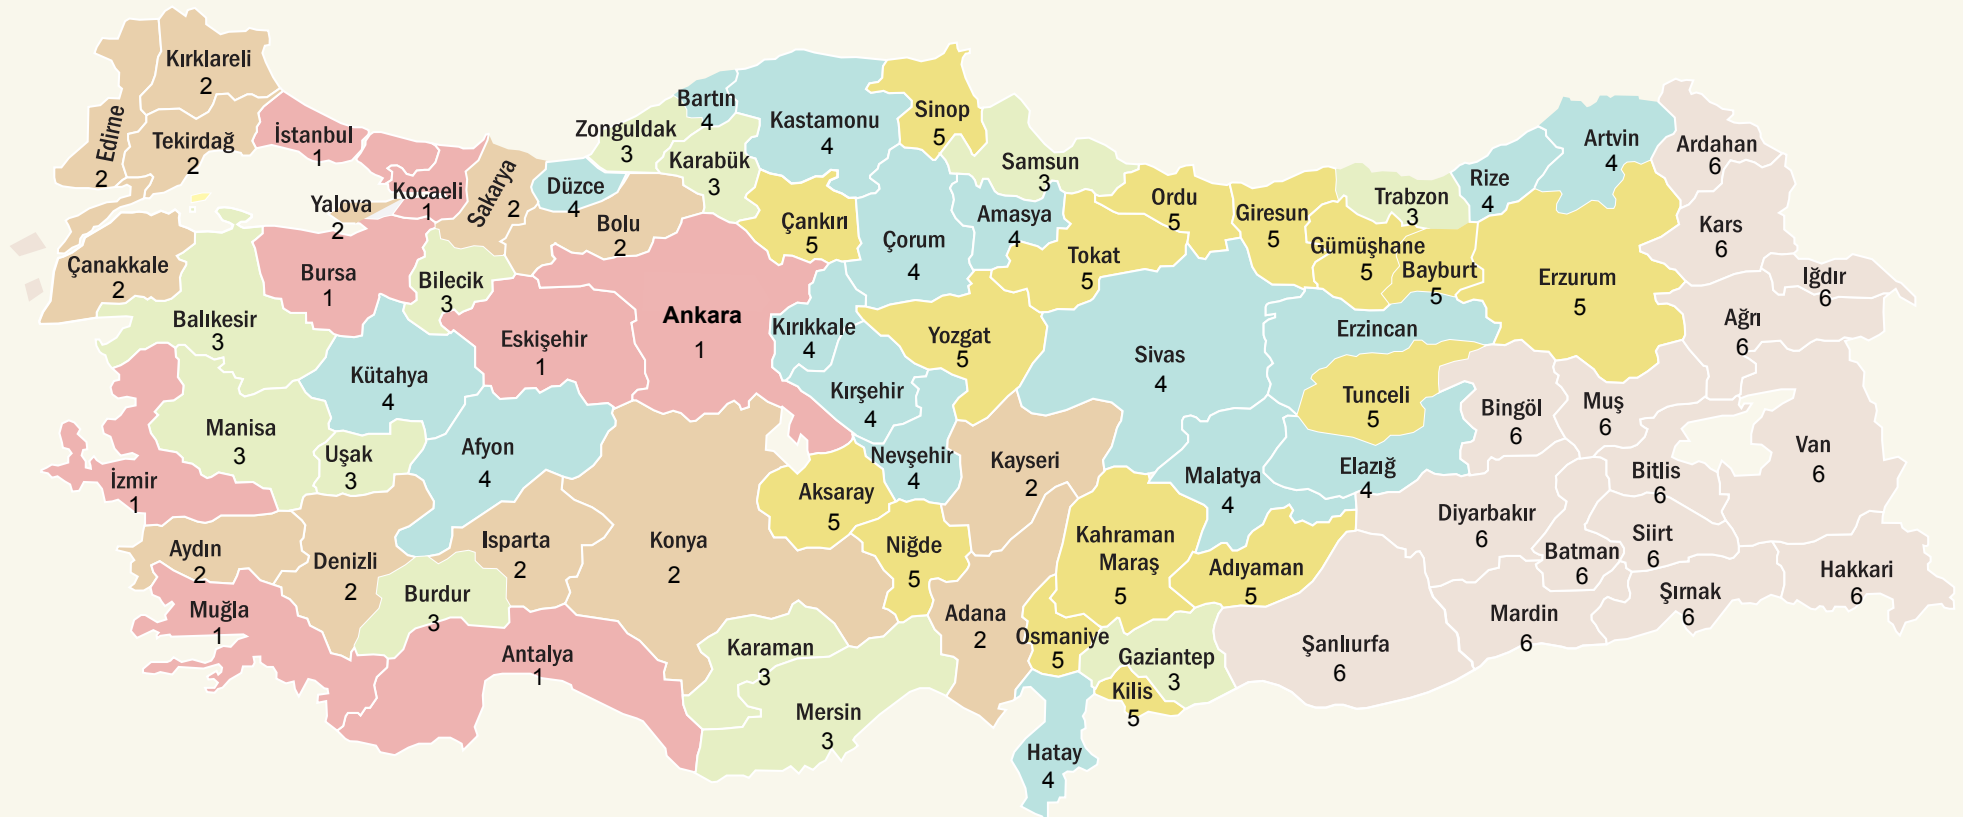 Kırklareli
2
Edirne
2
Tekirdağ
2
İstanbul
1
Kocaeli
1
Yalova
2
Sakarya
2
Düzce
4
Bolu
2
Zonguldak
3
Bartın
4
Karabük
3
Kastamonu
4
Sinop
5
Çankırı
5
Çorum
4
Samsun
3
Amasya
4
Ordu
5
Tokat
5
Giresun
5
Gümüşhane
5
Trabzon
3
Bayburt
5
Rize
4
Artvin
4
Ardahan
6
Kars
6
Iğdır
6
Erzurum
5
Ağrı
6
Çanakkale
2
Balıkesir
3
Bursa
1
Bilecik
3
Eskişehir
1
Ankara
1
Kırıkkale
4
Kırşehir
4
Yozgat
5
Sivas
4
Erzincan
Tunceli
5
Bingöl
6
Muş
6
Van
6
Bitlis
6
Kütahya
4
Manisa
3
Uşak
3
Afyon
4
İzmir
1
Aydın
2
Denizli
2
Muğla
1
Burdur
3
Isparta
2
Antalya
1
Konya
2
Aksaray
5
Nevşehir
4
Niğde
5
Kayseri
2
Adana
2
Karaman
3
Mersin
3
Kahraman
Maraş
5
Osmaniye
5
Hatay
4
Malatya
4
Elazığ
4
Adıyaman
5
Gaziantep
3
Kilis
5
Şanlıurfa
6
Diyarbakır
6
Batman
6
Mardin
6
Siirt
6
Şırnak
6
Hakkari
6